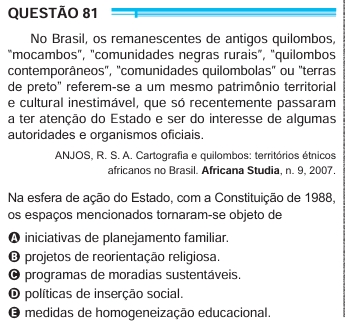 QUESTÃO 81
No Brasil, os remanescentes de antigos quilombos,
“mocambos”, “comunidades negras rurais”, “quilombos
contemporâneos”, “comunidades quilombolas” ou “terras
de preto” referem-se a um mesmo patrimônio territorial
e cultural inestimável, que só recentemente passaram
a ter atenção do Estado e ser do interesse de algumas
autoridades e organismos oficiais.
ANJOS, R. S. A. Cartografia e quilombos: territórios étnicos
africanos no Brasil. Africana Studia, n. 9, 2007.
Na esfera de ação do Estado, com a Constituição de 1988,
os espaços mencionados tornaram-se objeto de
A iniciativas de planejamento familiar.
B projetos de reorientação religiosa.
C programas de moradias sustentáveis.
D políticas de inserção social.
E medidas de homogeneização educacional.